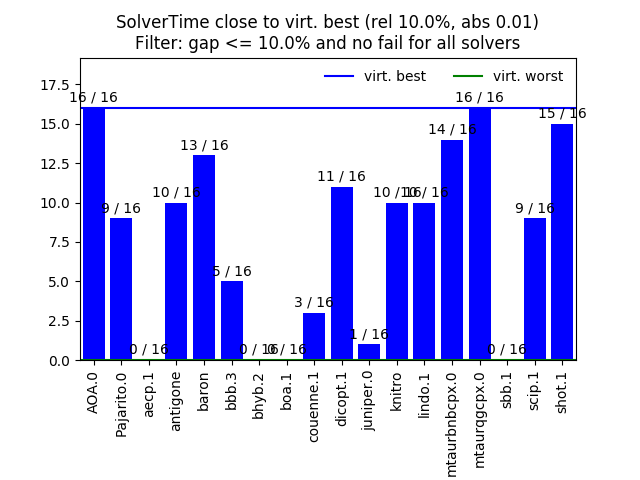 SolverTime close to virt. best (rel 10.0%, abs 0.01)
Filter: gap <= 10.0% and no fail for all solvers
virt. best
virt. worst
17.5
15.0
12.5
10.0
7.5
5.0
2.5
0.0
16 / 16
9 / 16
0 / 16
10 / 16
13 / 16
5 / 16
0 / 16
0 / 16
3 / 16
11 / 16
1 / 16
10 / 16
10 / 16
14 / 16
16 / 16
0 / 16
9 / 16
15 / 16
AOA.0
Pajarito.0
aecp.1
antigone
baron
bbb.3
bhyb.2
boa.1
couenne.1
dicopt.1
juniper.0
knitro
lindo.1
mtaurbnbcpx.0
mtaurqgcpx.0
sbb.1
scip.1
shot.1